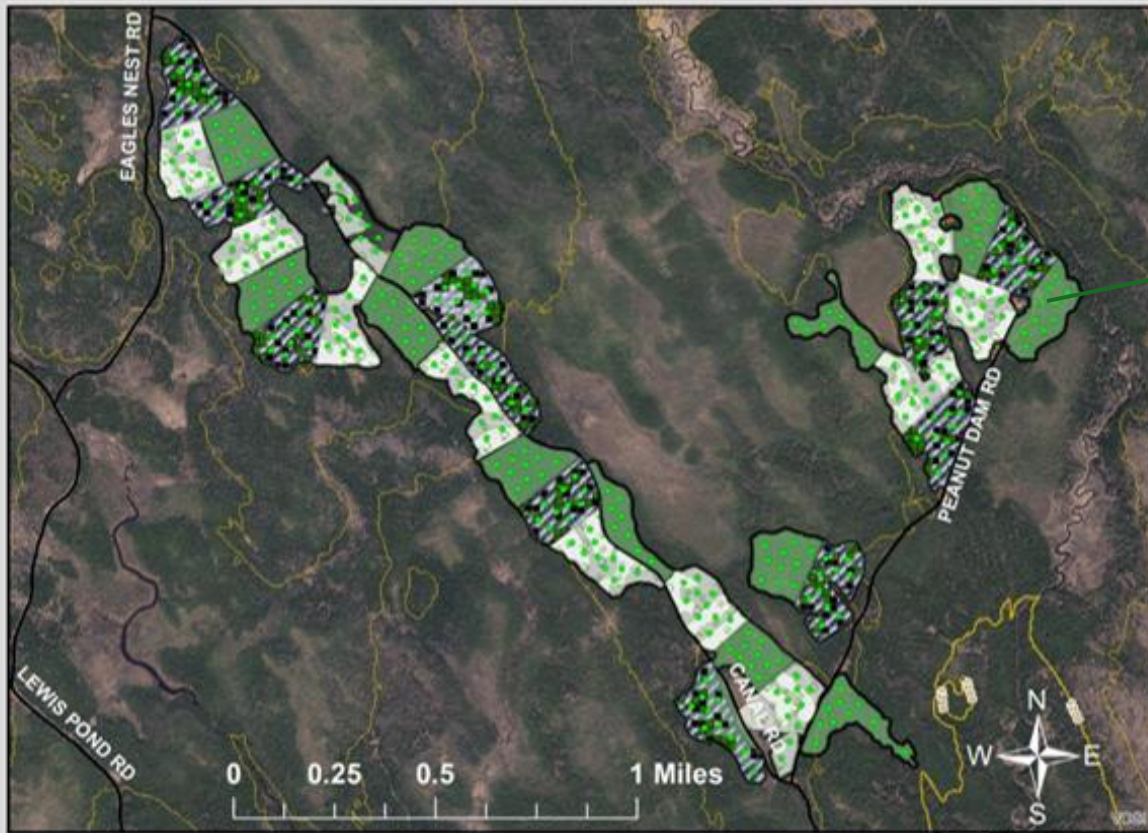 EAGLES NEST RD
PEANUT DAM RD
CANAL RD
LEWIS POND RD
0 0.25 0.5 1 Miles
N
W E
S